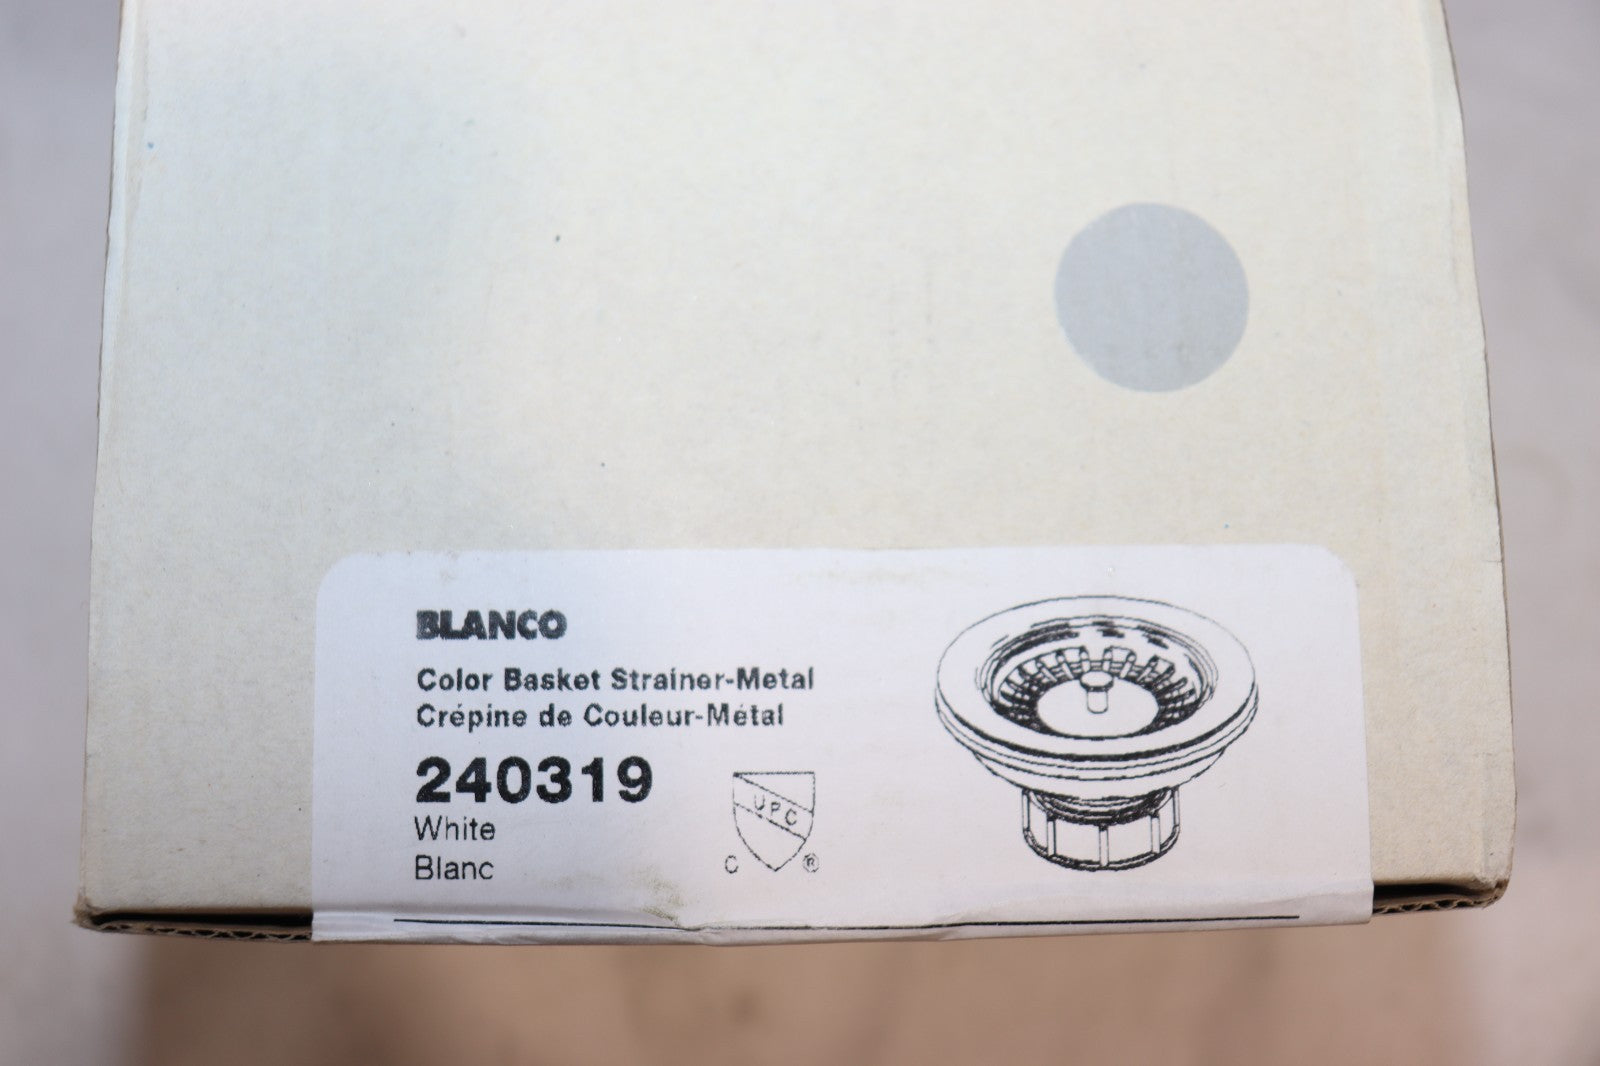 BLANCO
Color Basket Strainer-Metal
Crépine de Couleur-Métal
240319
White
Blanc
UPC
C ®